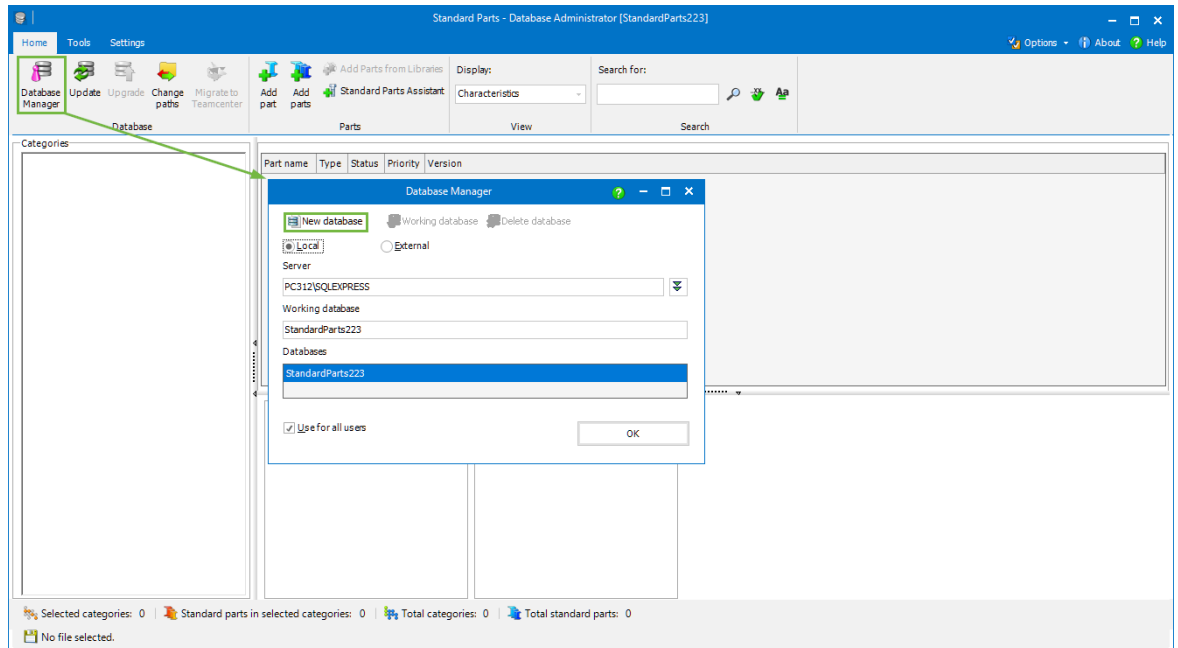 Standard Parts - Database Administrator [StandardParts223]
Home Tools Settings Options About Help
Database Manager Update Upgrade Change paths Migrate to Teamcenter
Database
Add part Add parts Add Parts from Libraries
Standard Parts Assistant
Parts
Display:
Characteristics
View
Search for:
Aa
Search
Categories
Part name Type Status Priority Version
Database Manager
New database Working database Delete database
Local External
Server
PC312\SQLEXPRESS
Working database
StandardParts223
Databases
StandardParts223
Use for all users
OK
Selected categories: 0 Standard parts in selected categories: 0 Total categories: 0 Total standard parts: 0
No file selected.